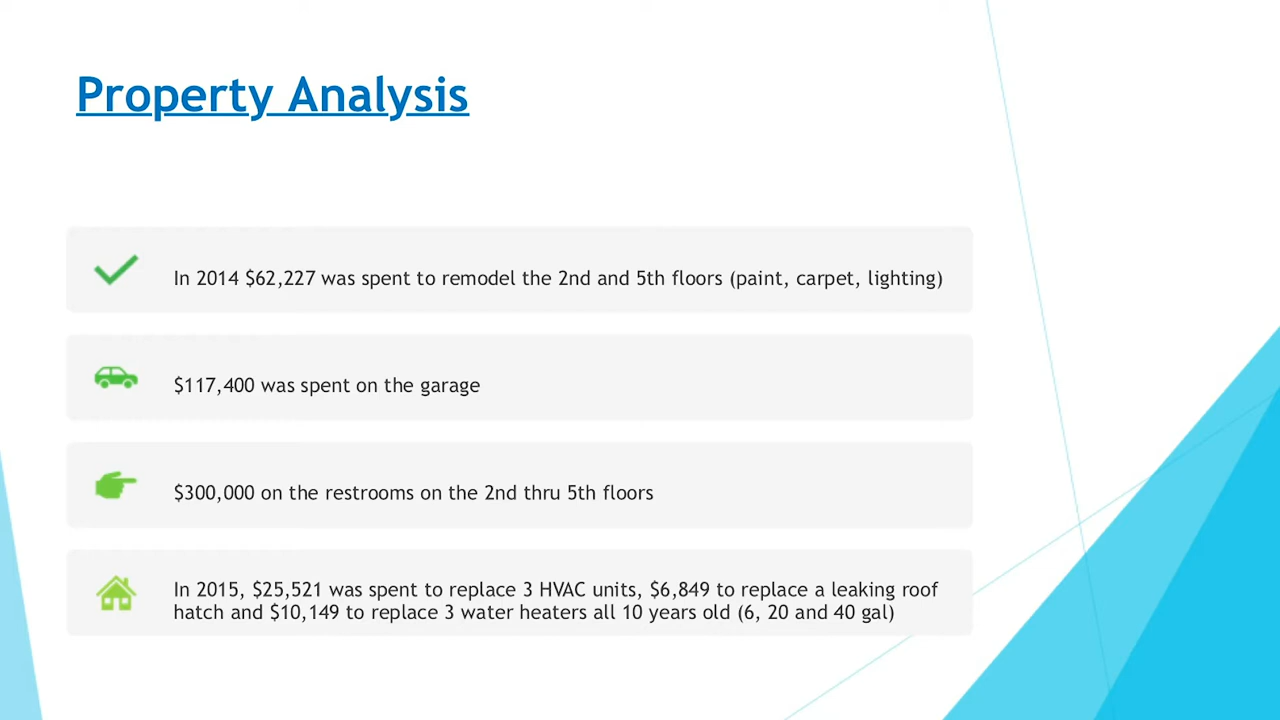 Property Analysis
In 2014 $62,227 was spent to remodel the 2nd and 5th floors (paint, carpet, lighting)
$117,400 was spent on the garage
$300,000 on the restrooms on the 2nd thru 5th floors
In 2015, $25,521 was spent to replace 3 HVAC units, $6,849 to replace a leaking roof
hatch and $10,149 to replace 3 water heaters all 10 years old (6, 20 and 40 gal)